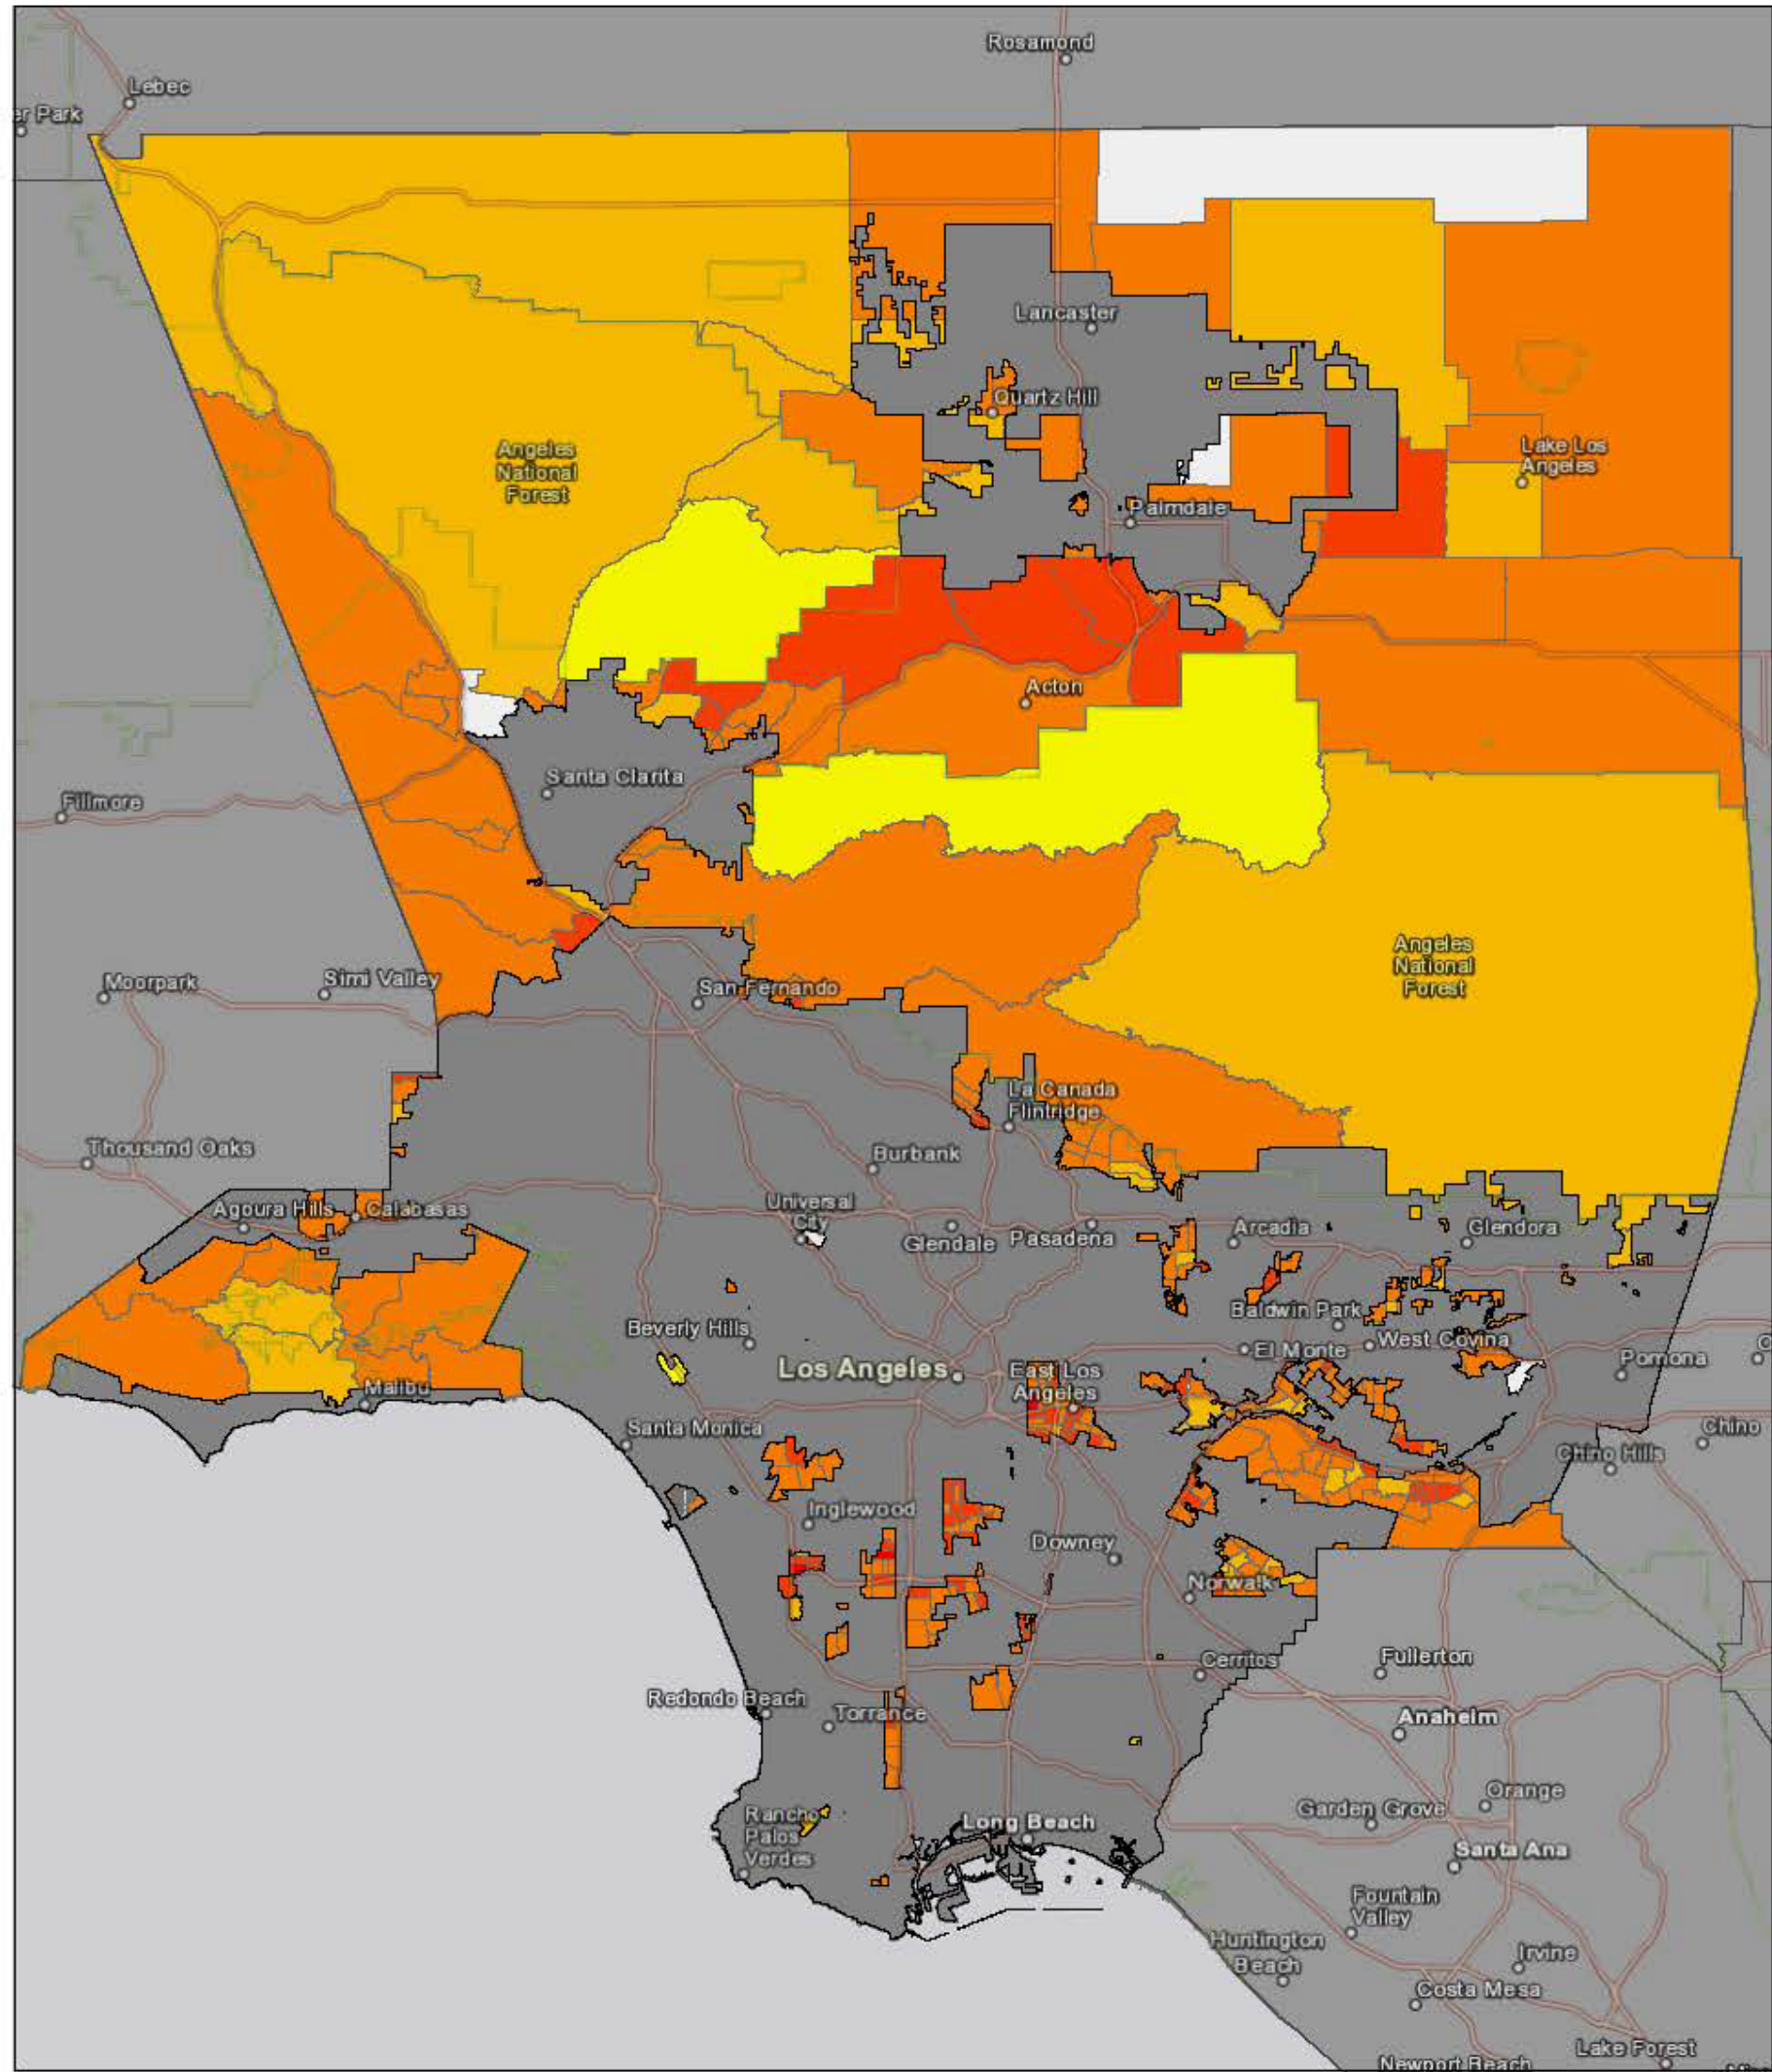 Rosamond
Lebec
er Park
Lancaster
Quartz Hill
Angeles
National
Forest
Lake Los
Angeles
Palmdale
Acton
Santa Clarita
Fillmore
Angeles
National
Forest
Moorpark
Simi Valley
San Fernando
La Canada
Flintridge
Thousand Oaks
Burbank
Agoura Hills
Calabasas
Universal
City
Glendale
Pasadena
Arcadia
Glendora
Baldwin Park
Beverly Hills
El Monte
West Covina
Los Angeles
East Los
Angeles
Pomona
Malibu
Santa Monica
Chino
Chino Hills
Inglewood
Downey
Norwalk
Cerritos
Fullerton
Redondo Beach
Torrance
Anaheim
Orange
Garden Grove
Rancho
Palos
Verdes
Long Beach
Santa Ana
Fountain
Valley
Huntington
Beach
Irvine
Costa Mesa
Lake Forest
Newport Beach